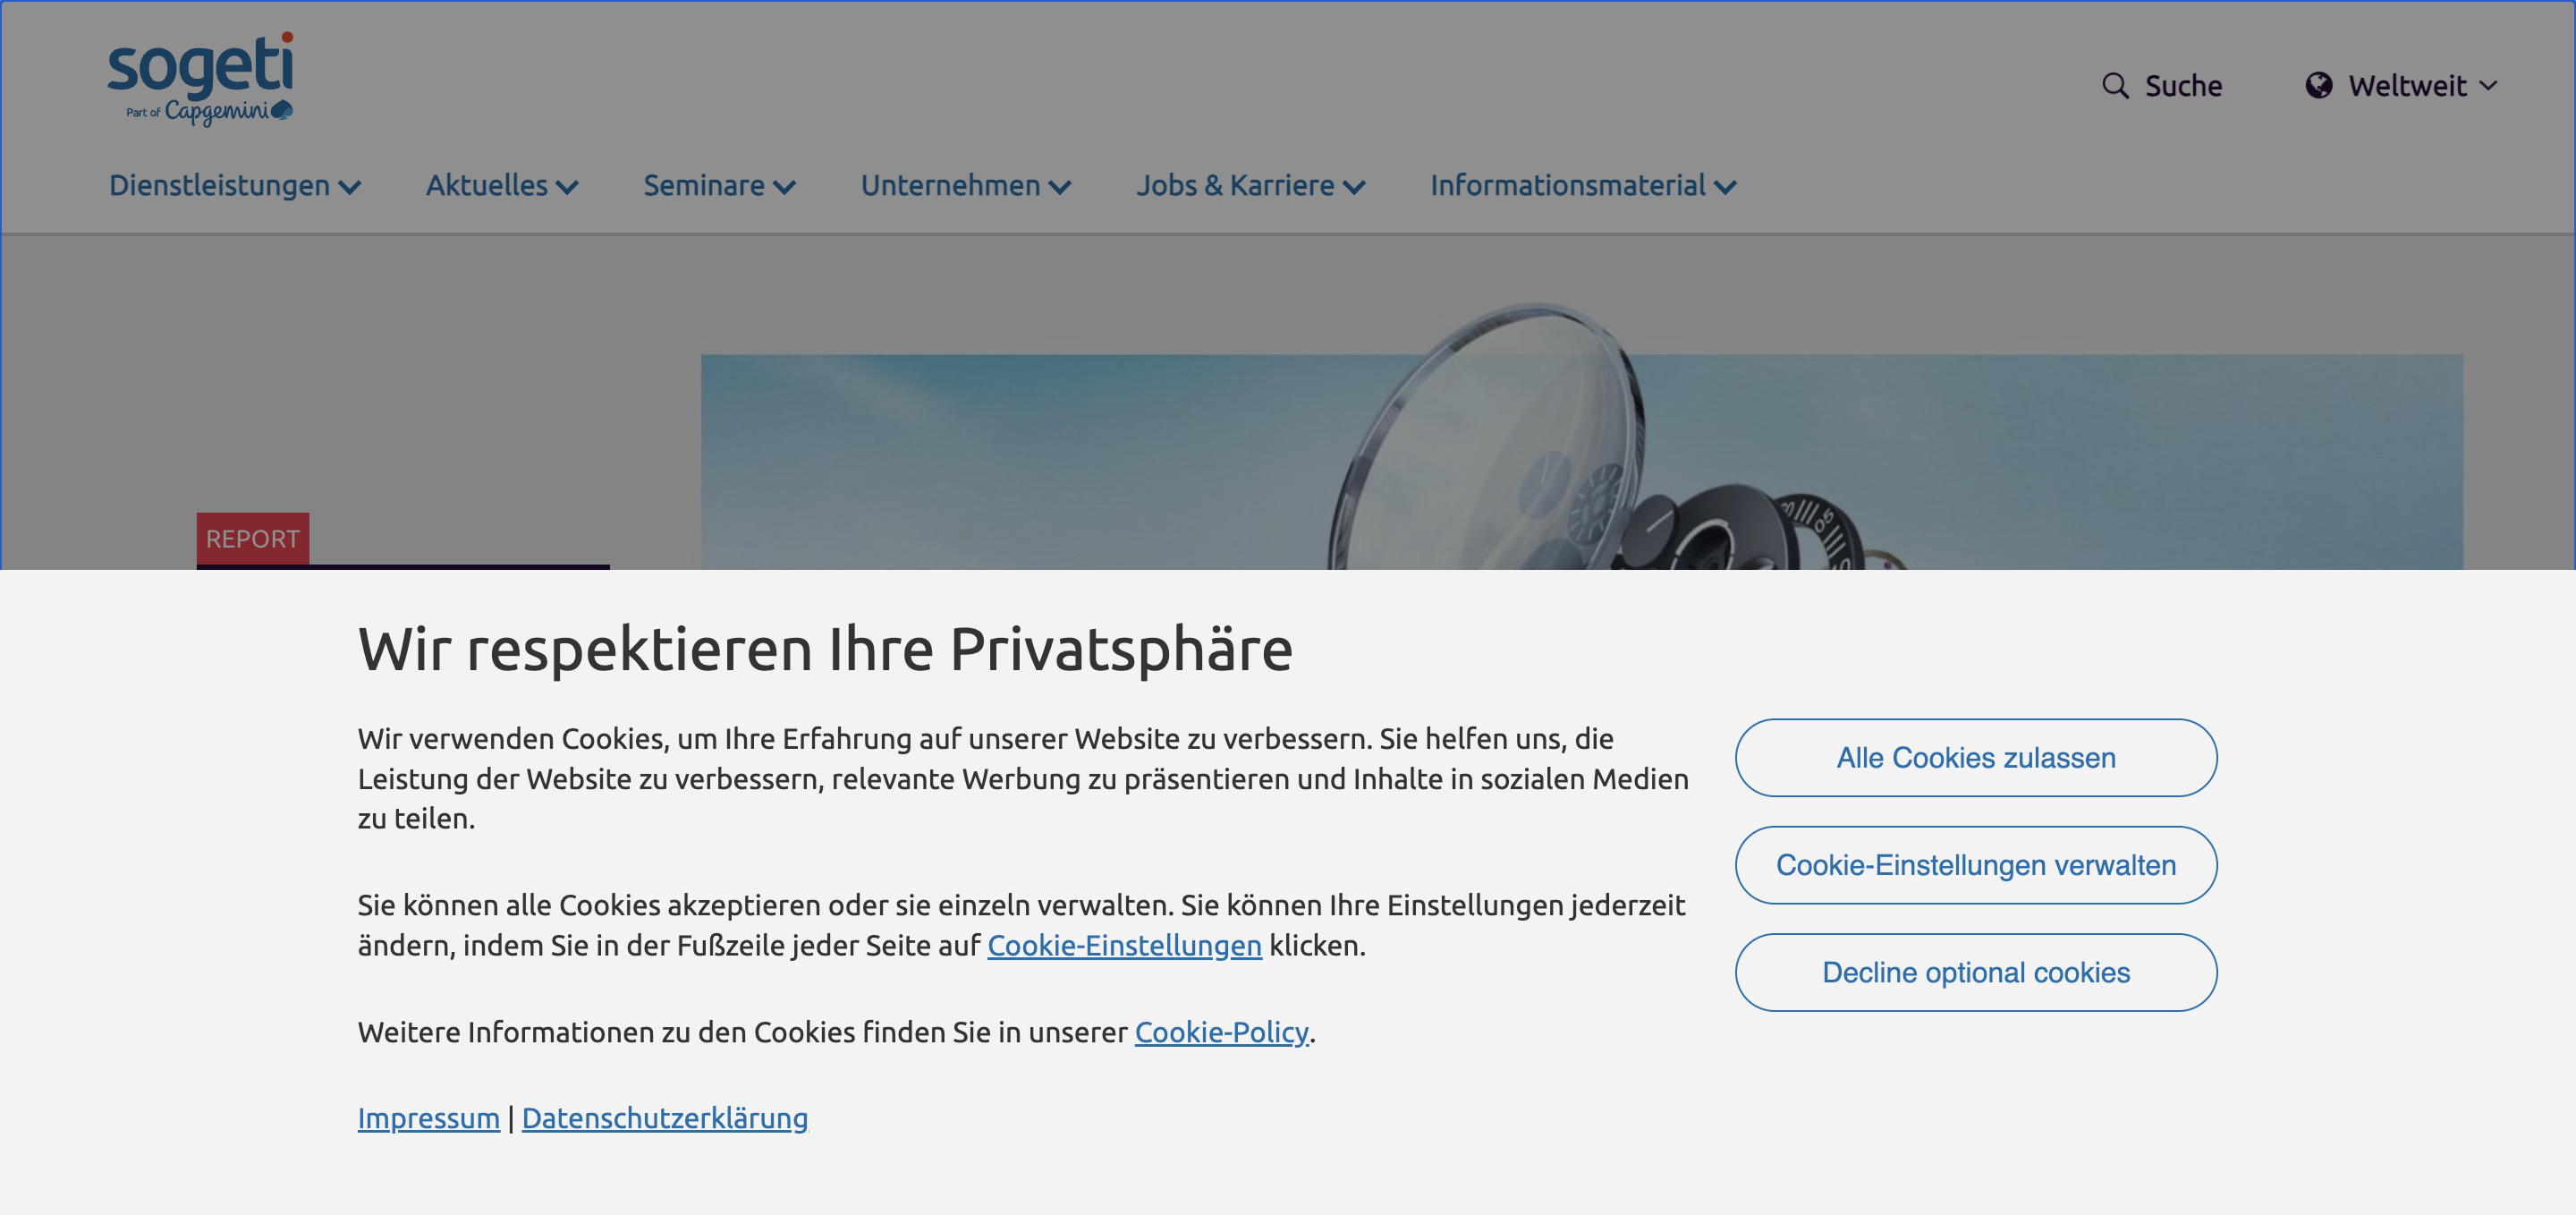 sogeti
Part of Capgemini
Suche
Weltweit
Dienstleistungen
Aktuelles
Seminare
Unternehmen
Jobs & Karriere
Informationsmaterial
REPORT
Wir respektieren Ihre Privatsphäre
Wir verwenden Cookies, um Ihre Erfahrung auf unserer Website zu verbessern. Sie helfen uns, die
Leistung der Website zu verbessern, relevante Werbung zu präsentieren und Inhalte in sozialen Medien
zu teilen.
Sie können alle Cookies akzeptieren oder sie einzeln verwalten. Sie können Ihre Einstellungen jederzeit
ändern, indem Sie in der Fußzeile jeder Seite auf Cookie-Einstellungen klicken.
Weitere Informationen zu den Cookies finden Sie in unserer Cookie-Policy.
Impressum | Datenschutzerklärung
Alle Cookies zulassen
Cookie-Einstellungen verwalten
Decline optional cookies